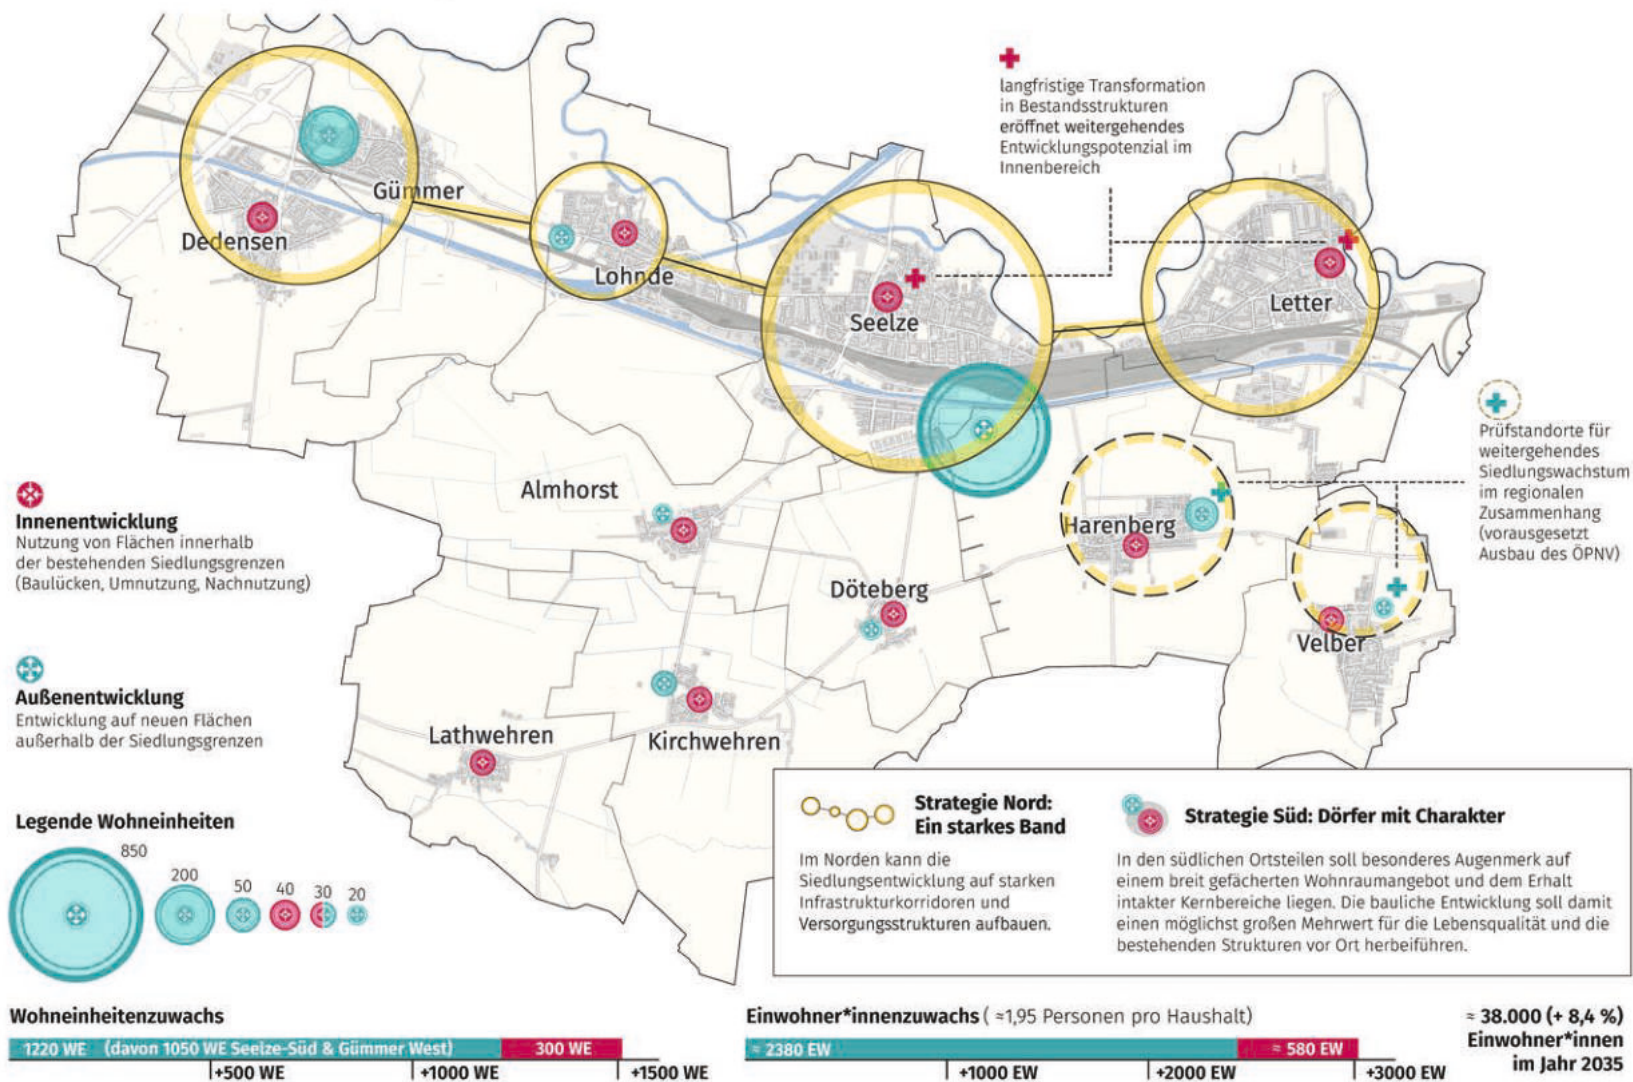 langfristige Transformation
in Bestandsstrukturen
eröffnet weitergehendes
Entwicklungspotenzial im
Innenbereich
Gümmer
Dedensen
Lohnde
Seelze
Letter
Prüfstandorte für
weitergehendes
Siedlungswachstum
im regionalen
Zusammenhang
(vorausgesetzt
Ausbau des ÖPNV)
Almhorst
Harenberg
Döteberg
Velber
Lathwehren
Kirchwehren
Innenentwicklung
Nutzung von Flächen innerhalb
der bestehenden Siedlungsgrenzen
(Baulücken, Umnutzung, Nachnutzung)
Außenentwicklung
Entwicklung auf neuen Flächen
außerhalb der Siedlungsgrenzen
Legende Wohneinheiten
850
200
50
40
30
20
Strategie Nord:
Ein starkes Band
Im Norden kann die
Siedlungsentwicklung auf starken
Infrastrukturkorridoren und
Versorgungsstrukturen aufbauen.
Strategie Süd: Dörfer mit Charakter
In den südlichen Ortsteilen soll besonderes Augenmerk auf
einem breit gefächerten Wohnraumangebot und dem Erhalt
intakter Kernbereiche liegen. Die bauliche Entwicklung soll damit
einen möglichst großen Mehrwert für die Lebensqualität und die
bestehenden Strukturen vor Ort herbeiführen.
Wohneinheitenzuwachs
1220 WE (davon 1050 WE Seelze-Süd & Gümmer West)
300 WE
+500 WE
+1000 WE
+1500 WE
Einwohner*innenzuwachs ( ≈1,95 Personen pro Haushalt)
≈ 2380 EW
≈ 580 EW
+1000 EW
+2000 EW
+3000 EW
≈ 38.000 (+ 8,4 %)
Einwohner*innen
im Jahr 2035